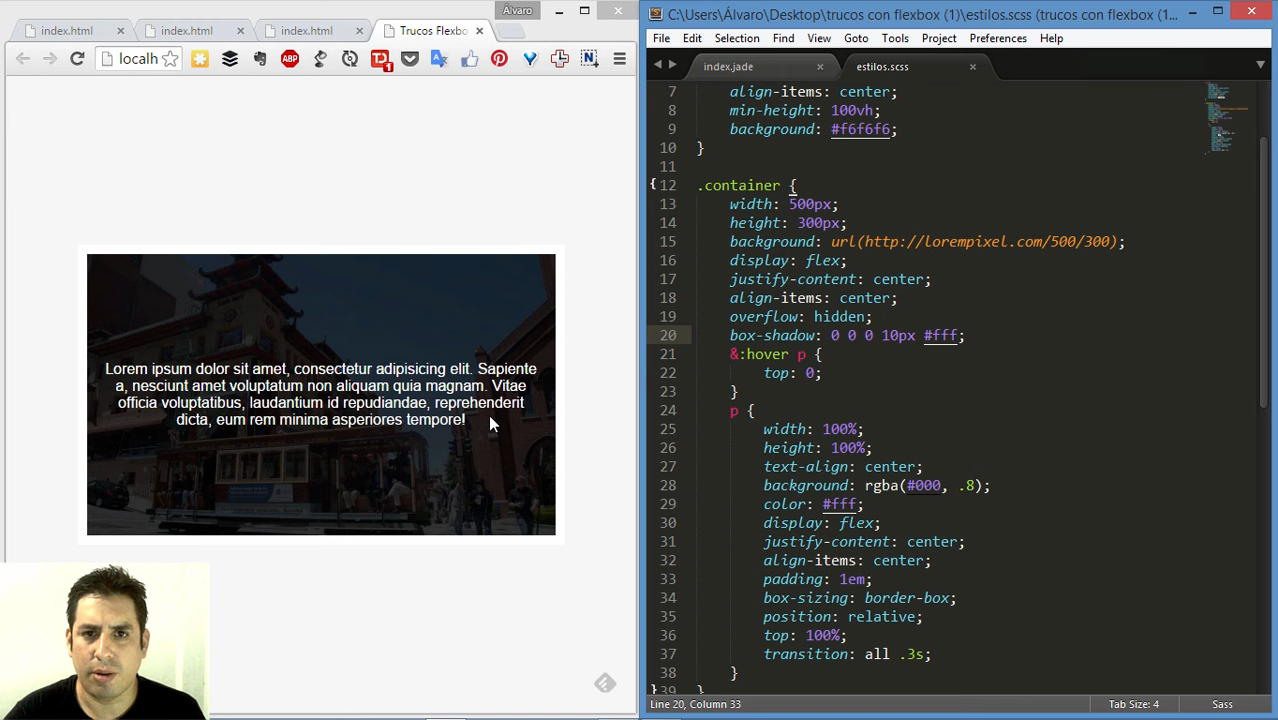 Alvaro
C:\Users\Álvaro\Desktop\trucos con flexbox (1)\estilos.scss (trucos con flexbox (1...
index.html
index.html
index.html
Trucos Flexbo
localh
ABP
TD
1
N
File Edit Selection Find View Goto Tools Project Preferences Help
index.jade
estilos.scss
7 align-items: center;
8 min-height: 100vh;
9 background: #f6f6f6;
10 }
11
12 .container {
13 width: 500px;
14 height: 300px;
15 background: url(http://lorempixel.com/500/300);
16 display: flex;
17 justify-content: center;
18 align-items: center;
19 overflow: hidden;
20 box-shadow: 0 0 0 10px #fff;
21 &:hover p {
22 top: 0;
23 }
24 p {
25 width: 100%;
26 height: 100%;
27 text-align: center;
28 background: rgba(#000, .8);
29 color: #fff;
30 display: flex;
31 justify-content: center;
32 align-items: center;
33 padding: 1em;
34 box-sizing: border-box;
35 position: relative;
36 top: 100%;
37 transition: all .3s;
38 }
39 }
Lorem ipsum dolor sit amet, consectetur adipisicing elit. Sapiente
a, nesciunt amet voluptatum non aliquam quia magnam. Vitae
officia voluptatibus, laudantium id repudiandae, reprehenderit
dicta, eum rem minima asperiores tempore!
Line 20, Column 33
Tab Size: 4
Sass